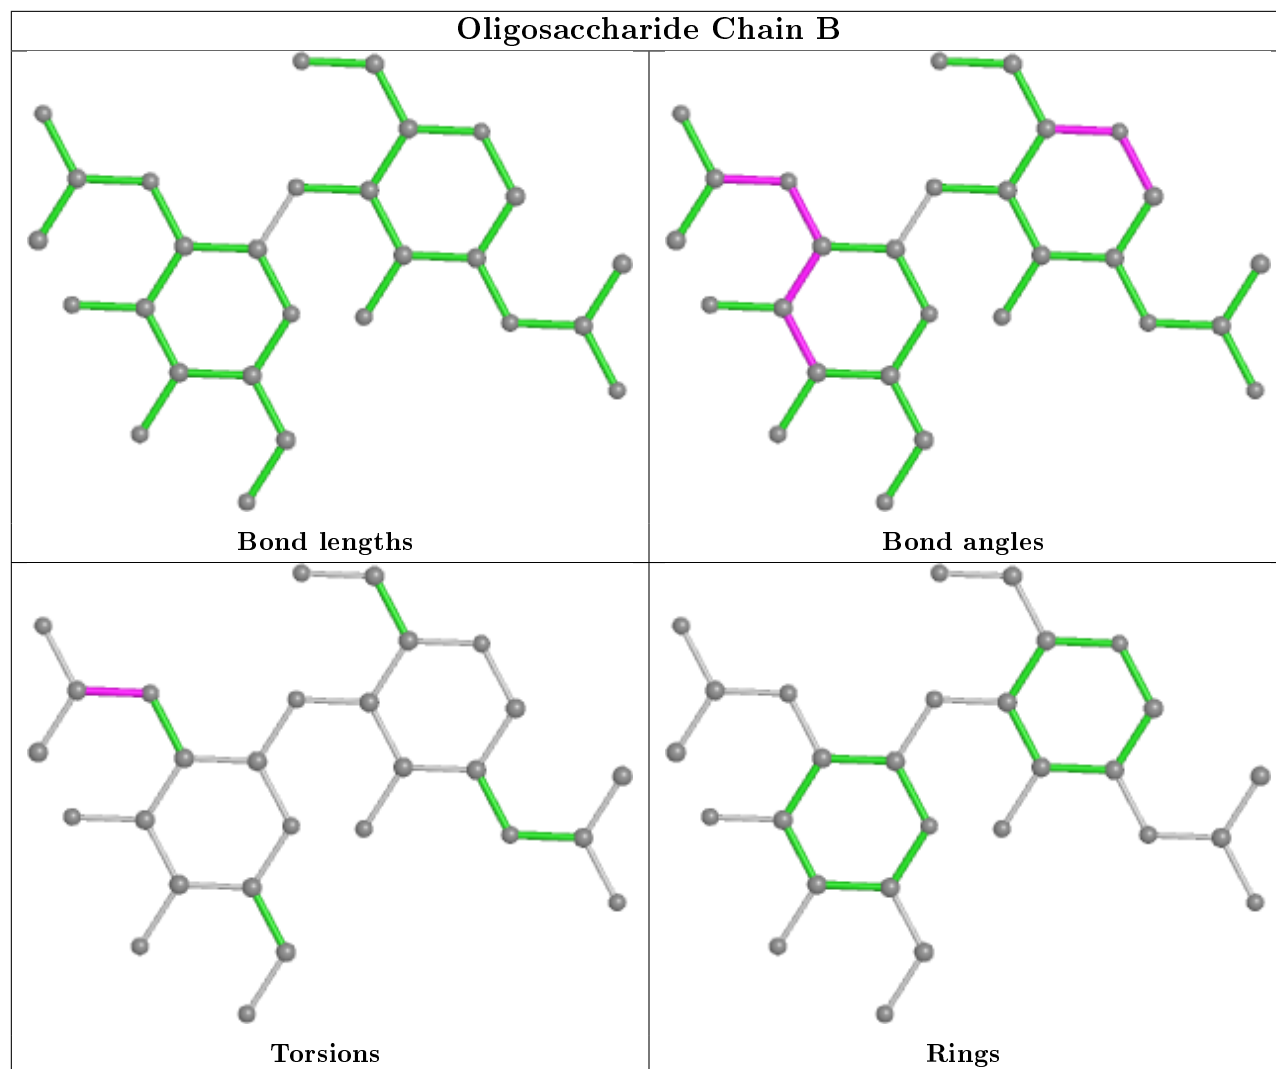 Oligosaccharide Chain B
Bond lengths
Bond angles
Torsions
Rings